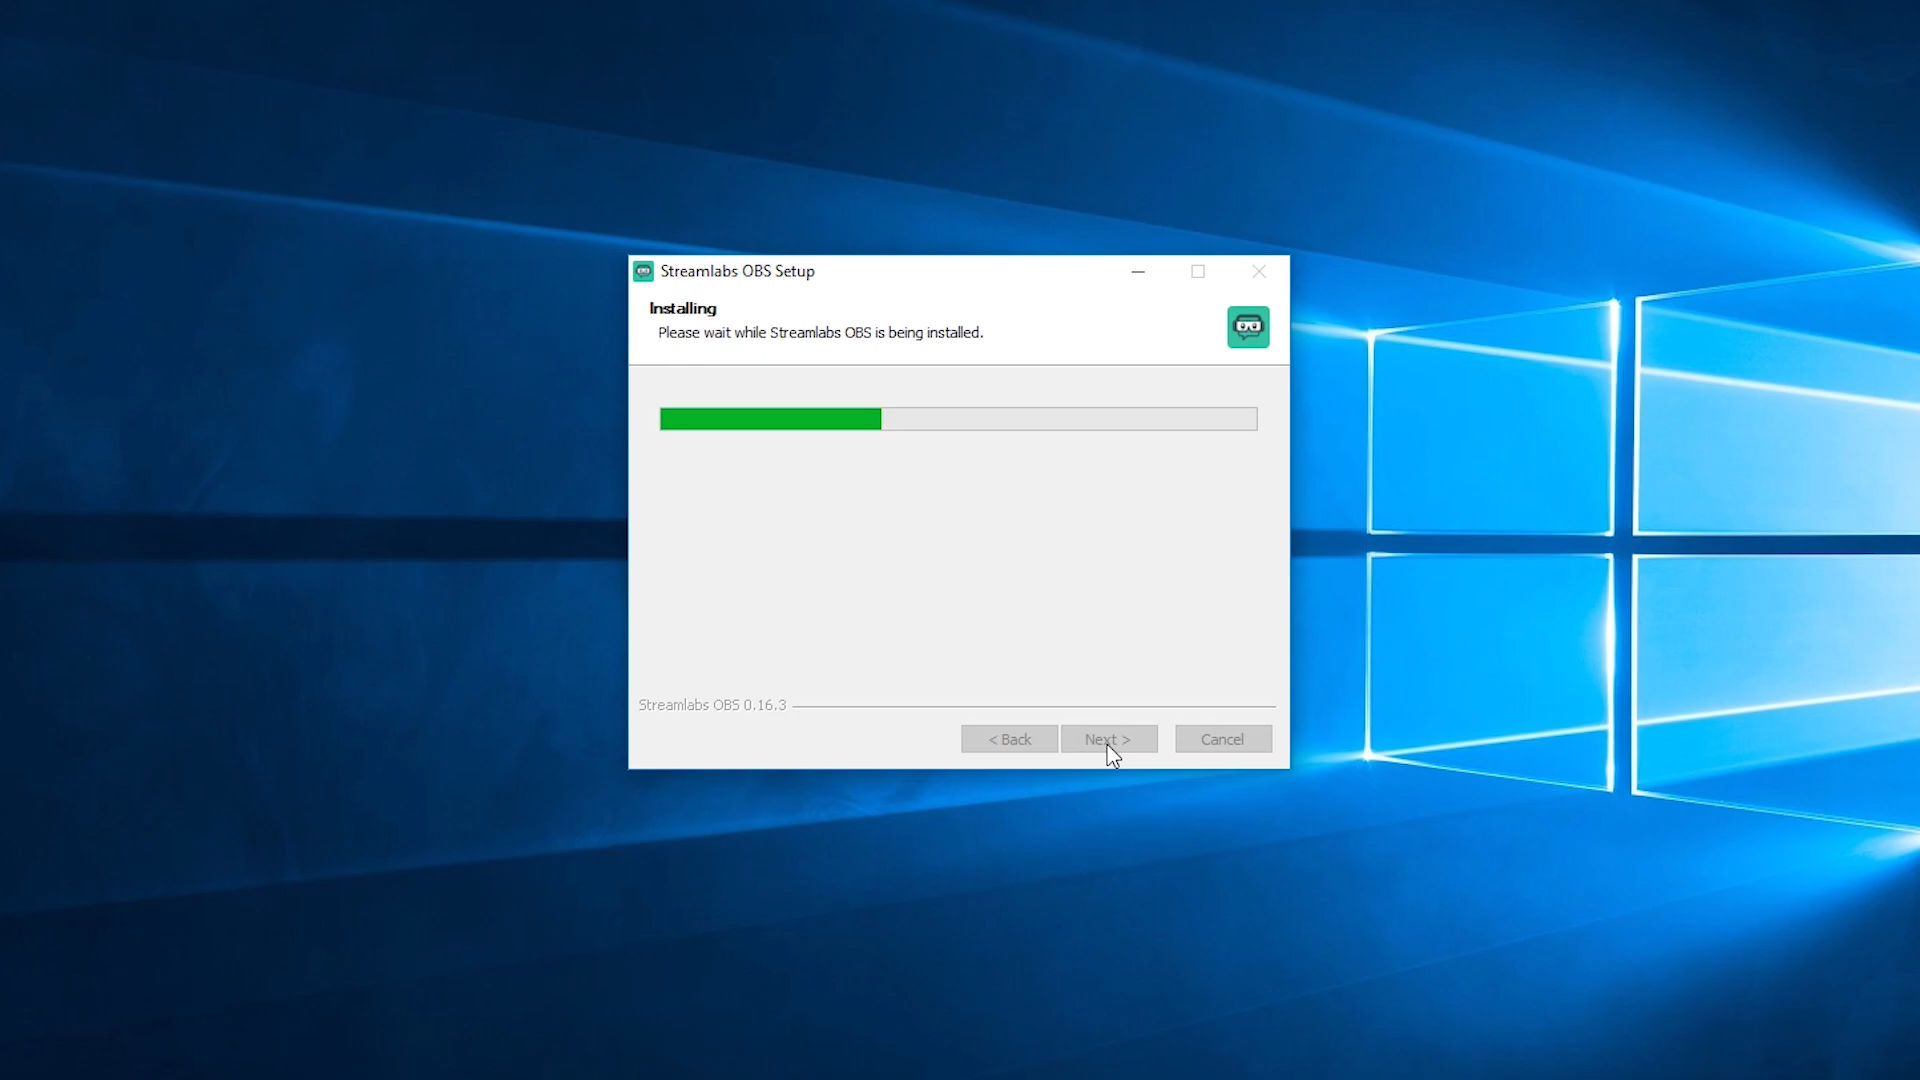 Streamlabs OBS Setup
Installing
Please wait while Streamlabs OBS is being installed.
Streamlabs OBS 0.16.3
< Back
Next >
Cancel